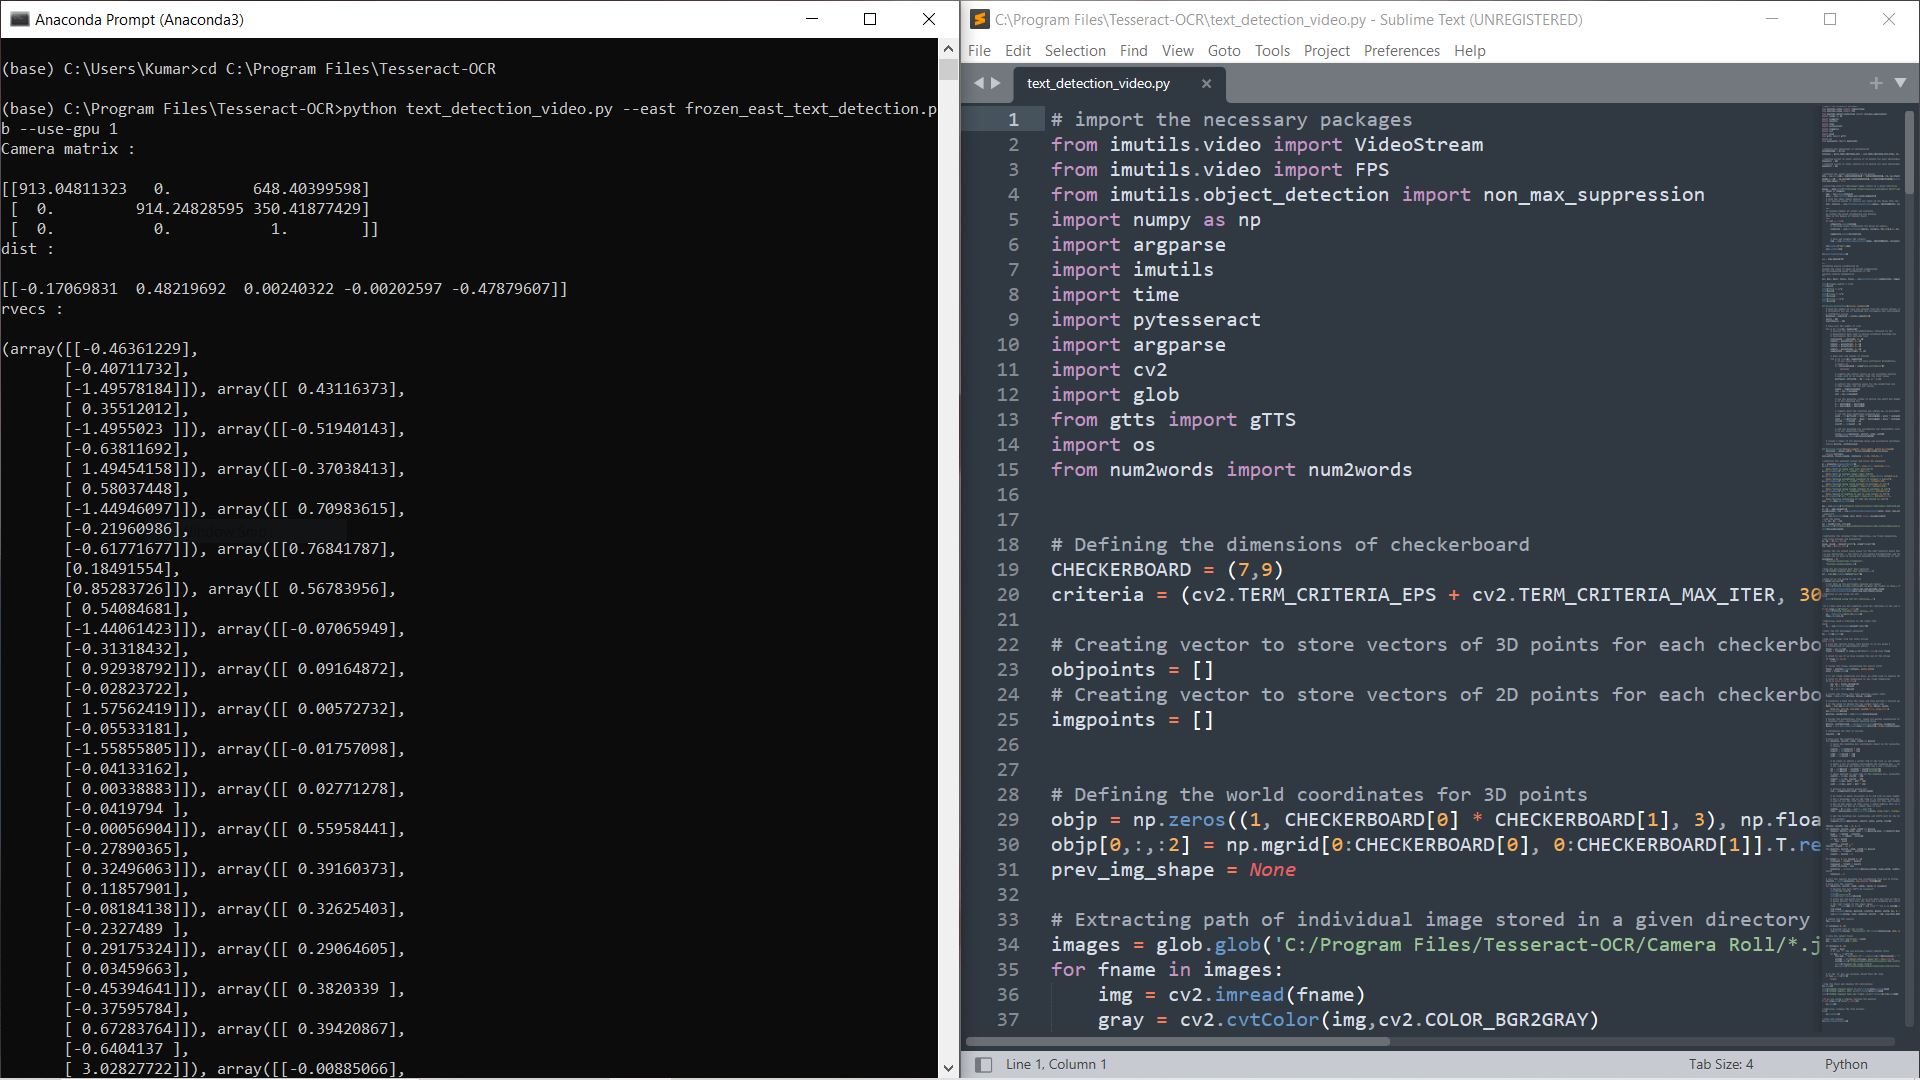 Anaconda Prompt (Anaconda3)
(base) C:\Users\Kumar>cd C:\Program Files\Tesseract-OCR
(base) C:\Program Files\Tesseract-OCR>python text_detection_video.py --east frozen_east_text_detection.p
b --use-gpu 1
Camera matrix :
[[913.04811323   0.         648.40399598]
 [  0.         914.24828595 350.41877429]
 [  0.           0.           1.        ]]
dist :
[[-0.17069831  0.48219692  0.00240322 -0.00202597 -0.47879607]]
rvecs :
(array([[-0.46361229],
       [-0.40711732],
       [-1.49578184]]), array([[ 0.43116373],
       [ 0.35512012],
       [-1.4955023 ]]), array([[-0.51940143],
       [-0.63811692],
       [ 1.49454158]]), array([[-0.37038413],
       [ 0.58037448],
       [-1.44946097]]), array([[ 0.70983615],
       [-0.21960986],
       [-0.61771677]]), array([[0.76841787],
       [0.18491554],
       [0.85283726]]), array([[ 0.56783956],
       [ 0.54084681],
       [-1.44061423]]), array([[-0.07065949],
       [-0.31318432],
       [ 0.92938792]]), array([[ 0.09164872],
       [-0.02823722],
       [ 1.57562419]]), array([[ 0.00572732],
       [-0.05533181],
       [-1.55855805]]), array([[-0.01757098],
       [-0.04133162],
       [ 0.00338883]]), array([[ 0.02771278],
       [-0.0419794 ],
       [-0.00056904]]), array([[ 0.55958441],
       [-0.27890365],
       [ 0.32496063]]), array([[ 0.39160373],
       [ 0.11857901],
       [-0.08184138]]), array([[ 0.32625403],
       [-0.2327489 ],
       [ 0.29175324]]), array([[ 0.29064605],
       [ 0.03459663],
       [-0.45394641]]), array([[ 0.3820339 ],
       [-0.37595784],
       [ 0.67283764]]), array([[ 0.39420867],
       [-0.6404137 ],
       [ 3.02827722]]), array([[-0.00885066],
C:\Program Files\Tesseract-OCR\text_detection_video.py - Sublime Text (UNREGISTERED)
File Edit Selection Find View Goto Tools Project Preferences Help
text_detection_video.py
1 # import the necessary packages
2 from imutils.video import VideoStream
3 from imutils.video import FPS
4 from imutils.object_detection import non_max_suppression
5 import numpy as np
6 import argparse
7 import imutils
8 import time
9 import pytesseract
10 import argparse
11 import cv2
12 import glob
13 from gtts import gTTS
14 import os
15 from num2words import num2words
16
17
18 # Defining the dimensions of checkerboard
19 CHECKERBOARD = (7,9)
20 criteria = (cv2.TERM_CRITERIA_EPS + cv2.TERM_CRITERIA_MAX_ITER, 30
21
22 # Creating vector to store vectors of 3D points for each checkerbo
23 objpoints = []
24 # Creating vector to store vectors of 2D points for each checkerbo
25 imgpoints = []
26
27
28 # Defining the world coordinates for 3D points
29 objp = np.zeros((1, CHECKERBOARD[0] * CHECKERBOARD[1], 3), np.floa
30 objp[0,:,:2] = np.mgrid[0:CHECKERBOARD[0], 0:CHECKERBOARD[1]].T.re
31 prev_img_shape = None
32
33 # Extracting path of individual image stored in a given directory
34 images = glob.glob('C:/Program Files/Tesseract-OCR/Camera Roll/*.j
35 for fname in images:
36     img = cv2.imread(fname)
37     gray = cv2.cvtColor(img,cv2.COLOR_BGR2GRAY)
Line 1, Column 1
Tab Size: 4
Python